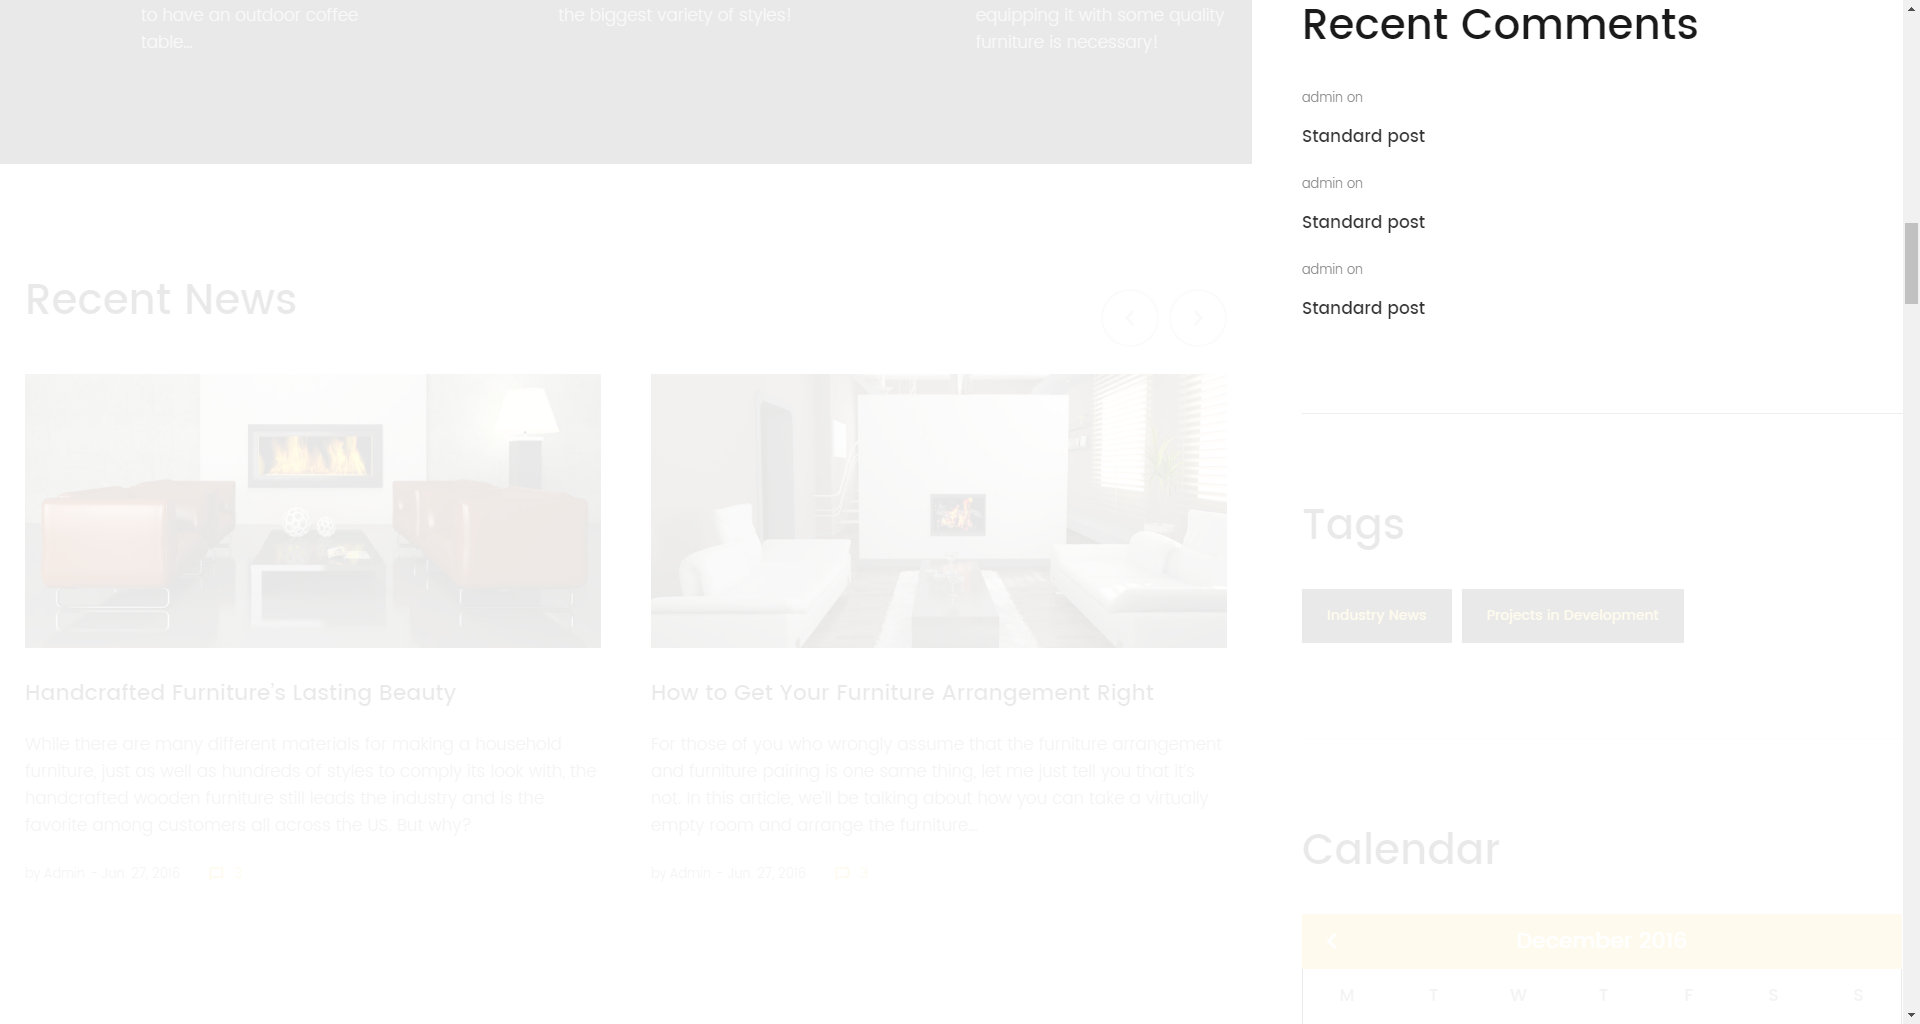 to have an outdoor coffee
table...
the biggest variety of styles!
equipping it with some quality
furniture is necessary!
Recent News
Handcrafted Furniture's Lasting Beauty
While there are many different materials for making a household
furniture, just as well as hundreds of styles to comply its look with, the
handcrafted wooden furniture still leads the industry and is the
favorite among customers all across the US. But why?
by Admin - Jun. 27, 2016
How to Get Your Furniture Arrangement Right
For those of you who wrongly assume that the furniture arrangement
and furniture pairing is one same thing, let me just tell you that it's
not. In this article, we'll be talking about how you can take a virtually
empty room and arrange the furniture...
by Admin - Jun. 27, 2016
Recent Comments
admin on
Standard post
admin on
Standard post
admin on
Standard post
Tags
Industry News
Projects in Development
Calendar
December 2016
M T W T F S S